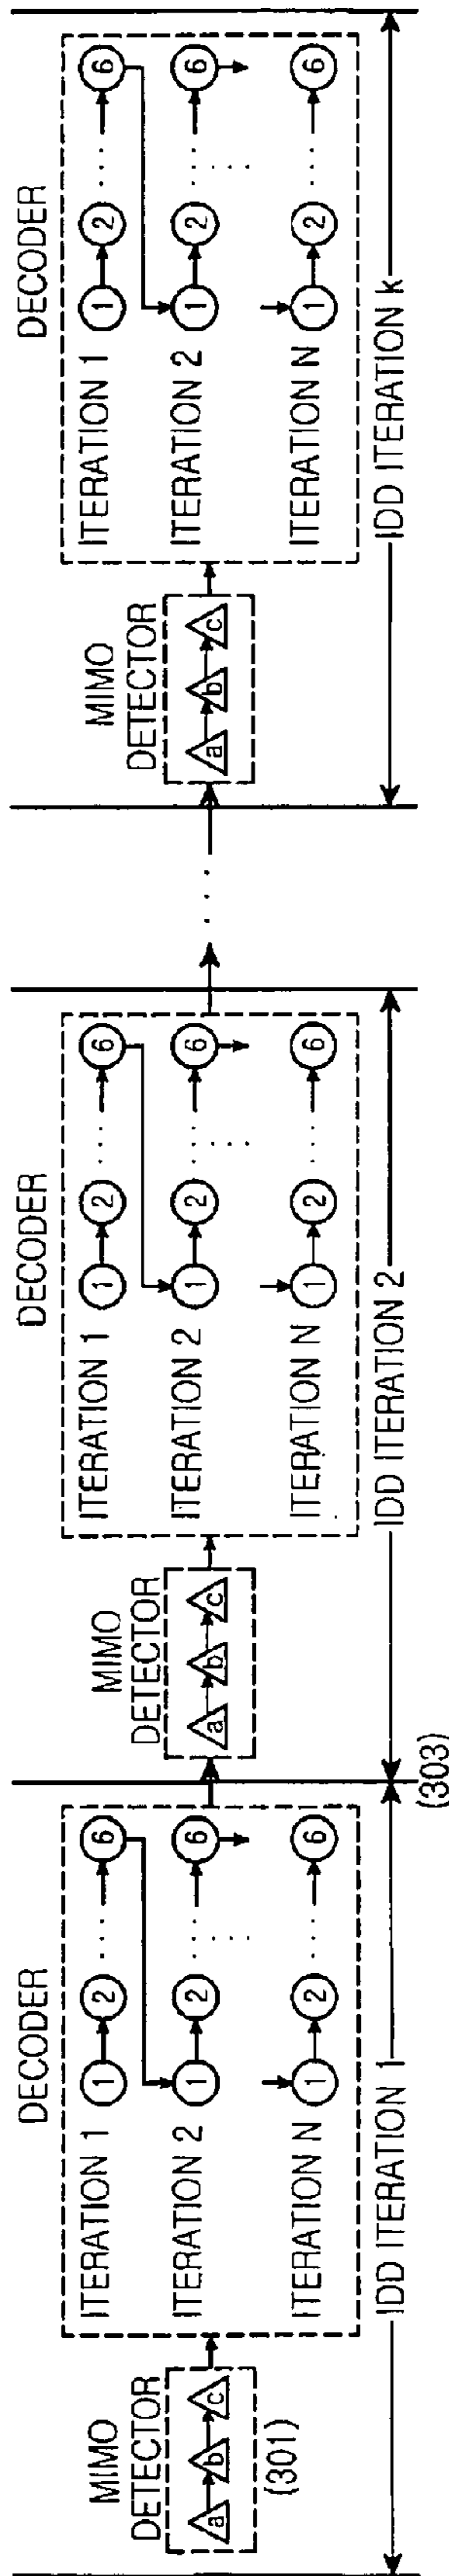 MIMO
DETECTOR
a b c
(301)
DECODER
ITERATION 1 1 2 ... 6
ITERATION 2 1 2 ... 6
ITERATION N 1 2 ... 6
IDD ITERATION 1
(303)
MIMO
DETECTOR
a b c
DECODER
ITERATION 1 1 2 ... 6
ITERATION 2 1 2 ... 6
ITERATION N 1 2 ... 6
IDD ITERATION 2
...
MIMO
DETECTOR
a b c
DECODER
ITERATION 1 1 2 ... 6
ITERATION 2 1 2 ... 6
ITERATION N 1 2 ... 6
IDD ITERATION k